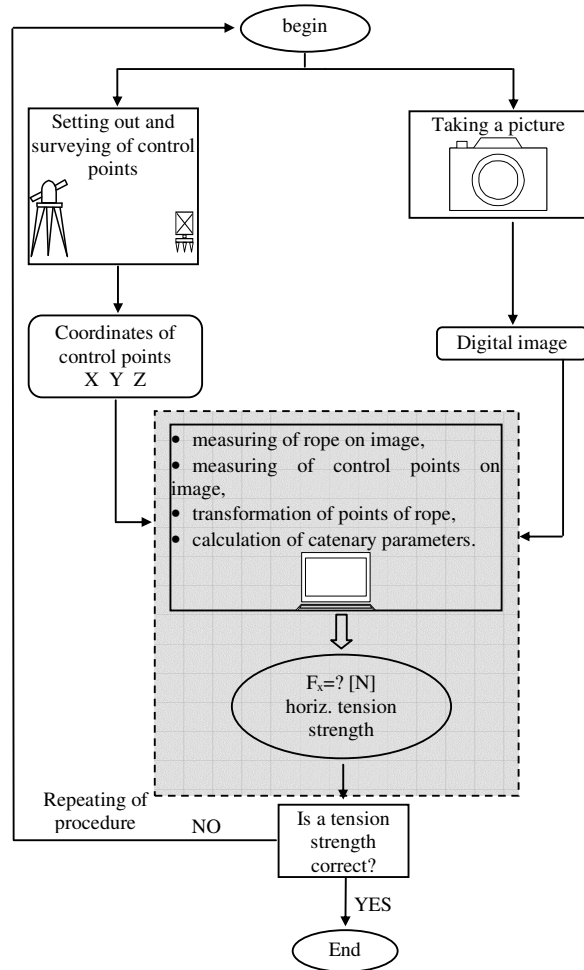 begin
Setting out and
surveying of control
points
Taking a picture
Coordinates of
control points
X Y Z
Digital image
• measuring of rope on image,
• measuring of control points on
image,
• transformation of points of rope,
• calculation of catenary parameters.
Fx=? [N]
horiz. tension
strength
Repeating of
procedure
NO
Is a tension
strength
correct?
YES
End